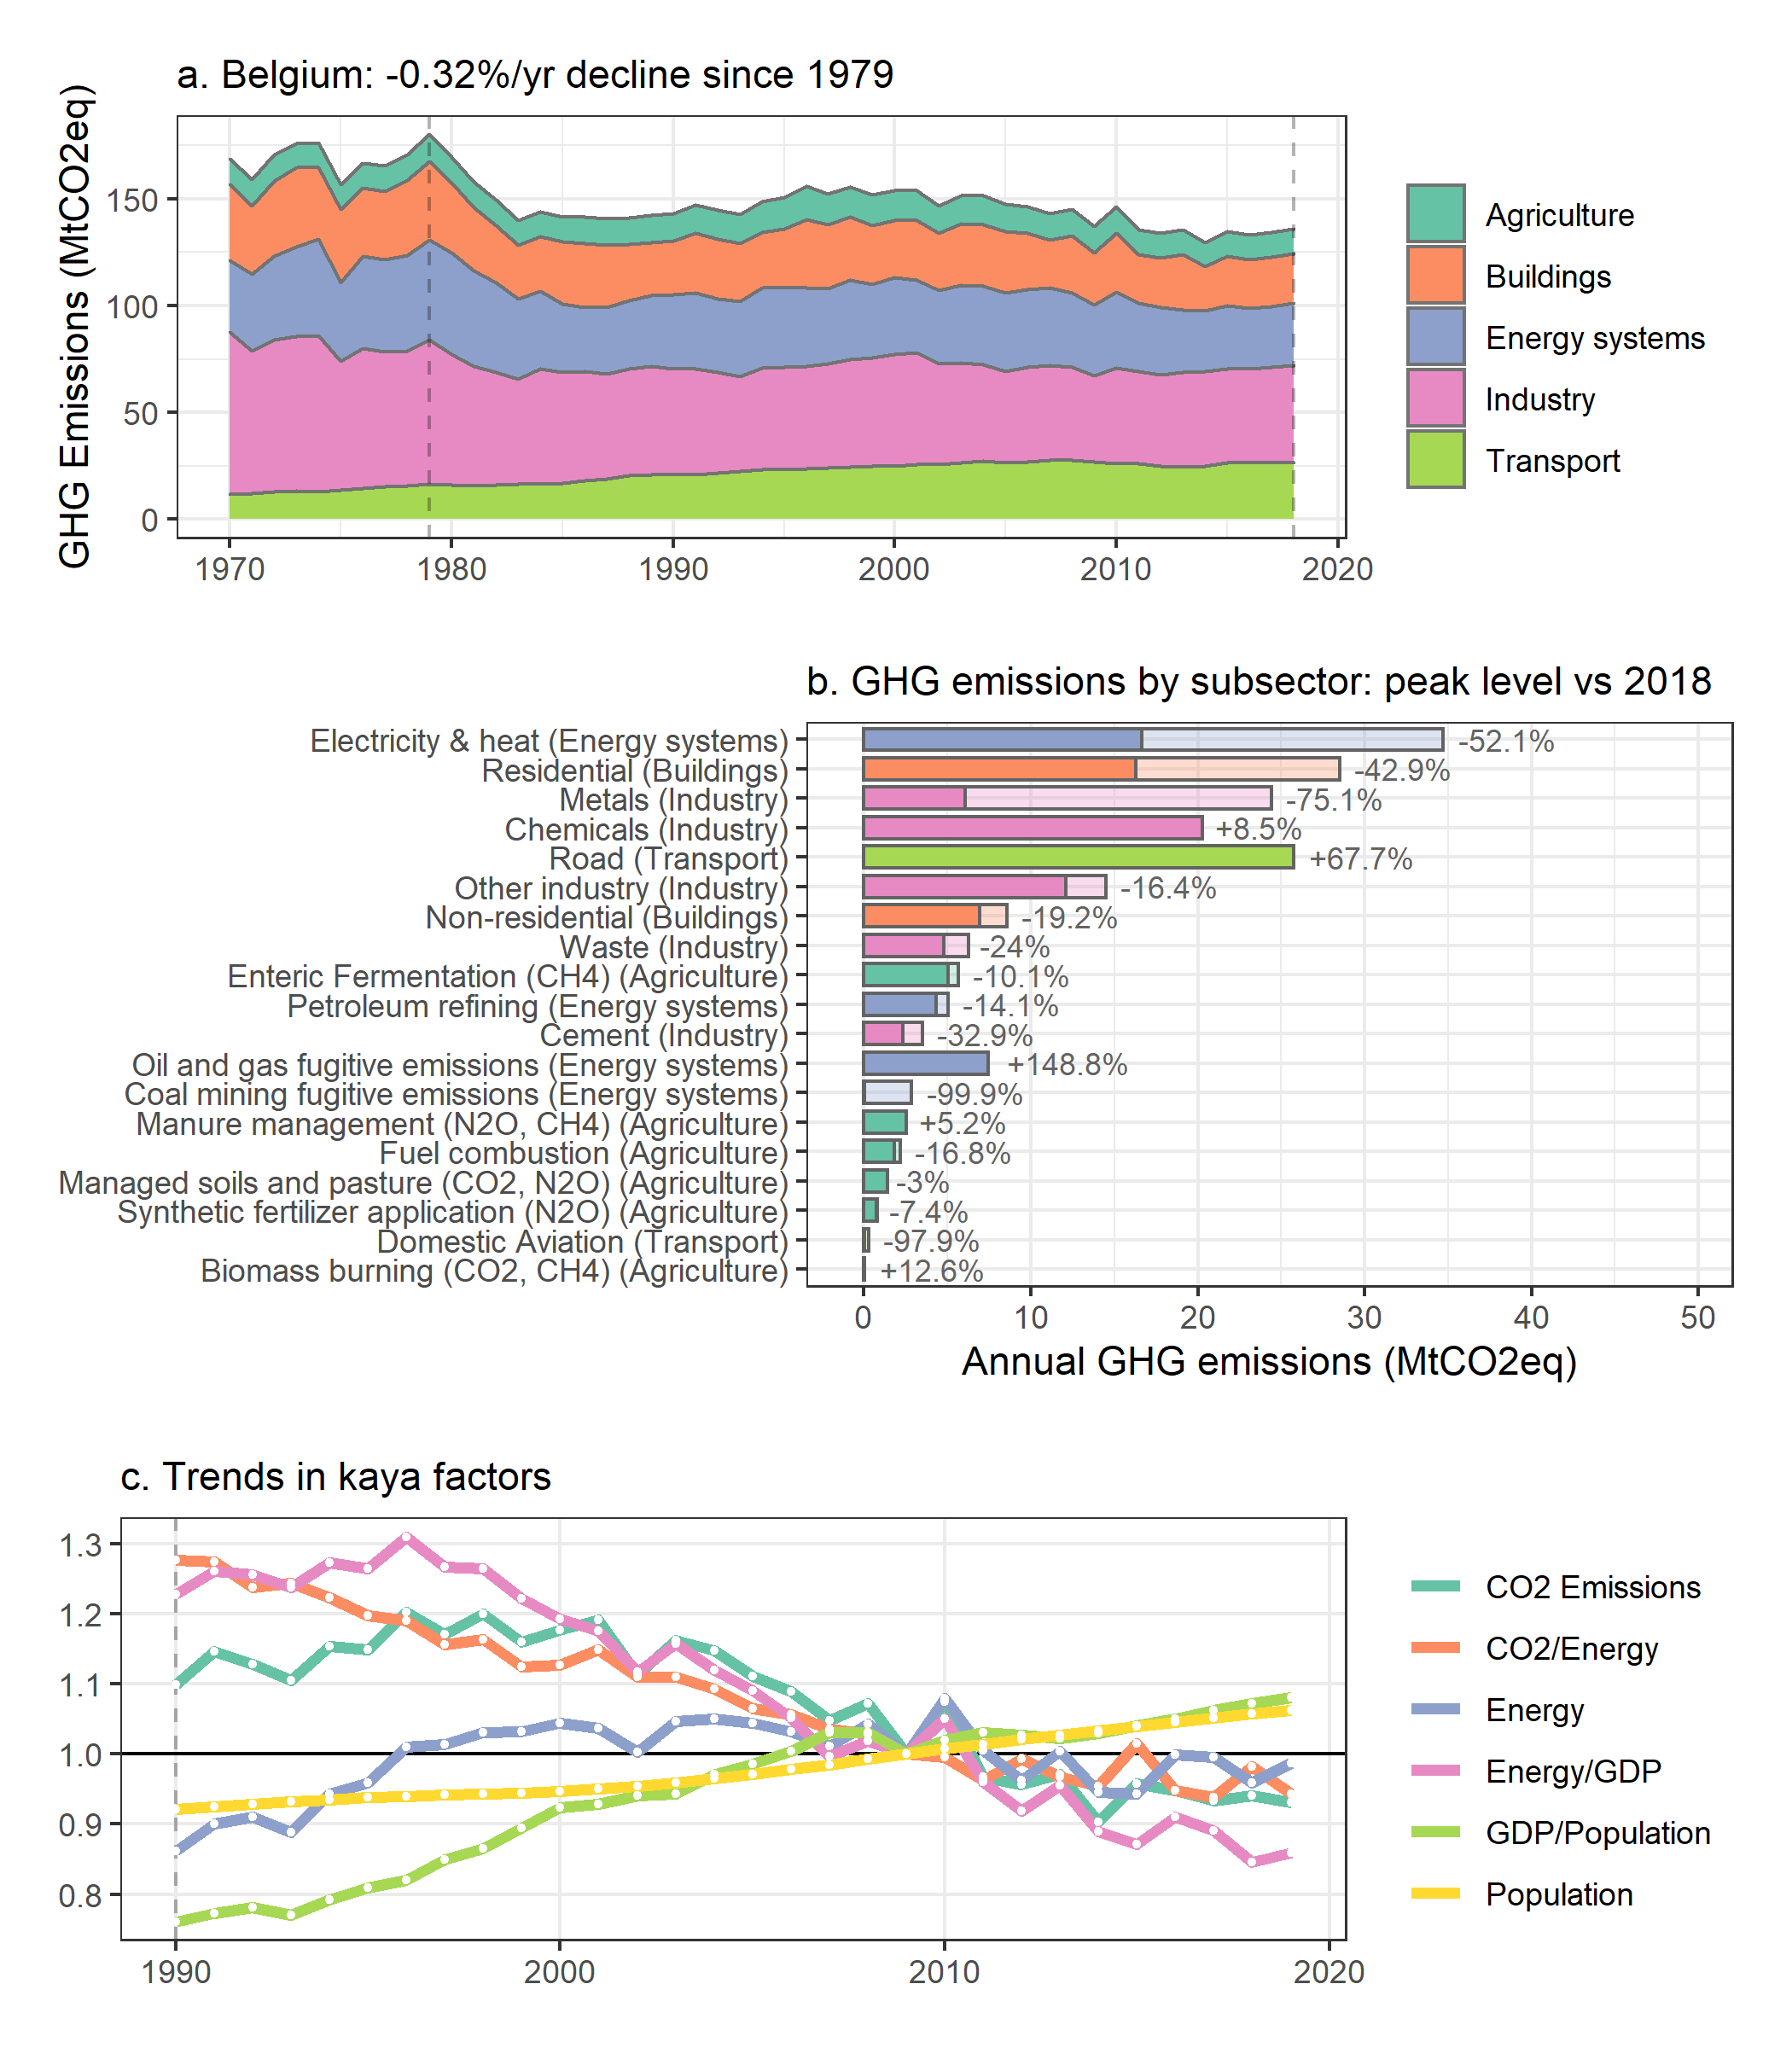 a. Belgium: -0.32%/yr decline since 1979
GHG Emissions (MtCO2eq)
150
100
50
0
1970
1980
1990
2000
2010
2020
Agriculture
Buildings
Energy systems
Industry
Transport
b. GHG emissions by subsector: peak level vs 2018
Electricity & heat (Energy systems)
-52.1%
Residential (Buildings)
-42.9%
Metals (Industry)
-75.1%
Chemicals (Industry)
+8.5%
Road (Transport)
+67.7%
Other industry (Industry)
-16.4%
Non-residential (Buildings)
-19.2%
Waste (Industry)
-24%
Enteric Fermentation (CH4) (Agriculture)
-10.1%
Petroleum refining (Energy systems)
-14.1%
Cement (Industry)
-32.9%
Oil and gas fugitive emissions (Energy systems)
+148.8%
Coal mining fugitive emissions (Energy systems)
-99.9%
Manure management (N2O, CH4) (Agriculture)
+5.2%
Fuel combustion (Agriculture)
-16.8%
Managed soils and pasture (CO2, N2O) (Agriculture)
-3%
Synthetic fertilizer application (N2O) (Agriculture)
-7.4%
Domestic Aviation (Transport)
-97.9%
Biomass burning (CO2, CH4) (Agriculture)
+12.6%
0
10
20
30
40
50
Annual GHG emissions (MtCO2eq)
c. Trends in kaya factors
1.3
1.2
1.1
1.0
0.9
0.8
1990
2000
2010
2020
CO2 Emissions
CO2/Energy
Energy
Energy/GDP
GDP/Population
Population